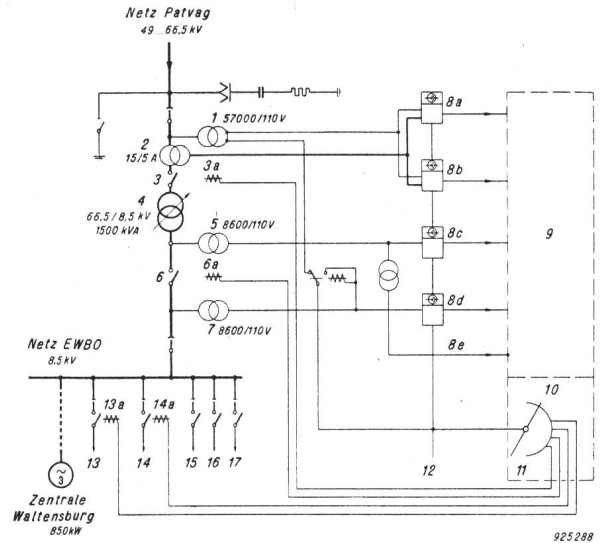 Netz Patvag
49...66,5 kV
1 57000/110V
2
15/5 A
3
3a
4
66,5 / 8,5 kV
1500 kVA
5 8600/110V
6
6a
7 8600/110V
8a
8b
8c
8d
8e
9
10
11
12
Netz EWBO
8,5 kV
13a
14a
13
14
15
16
17
~
3
Zentrale
Waltensburg
850kW
925288